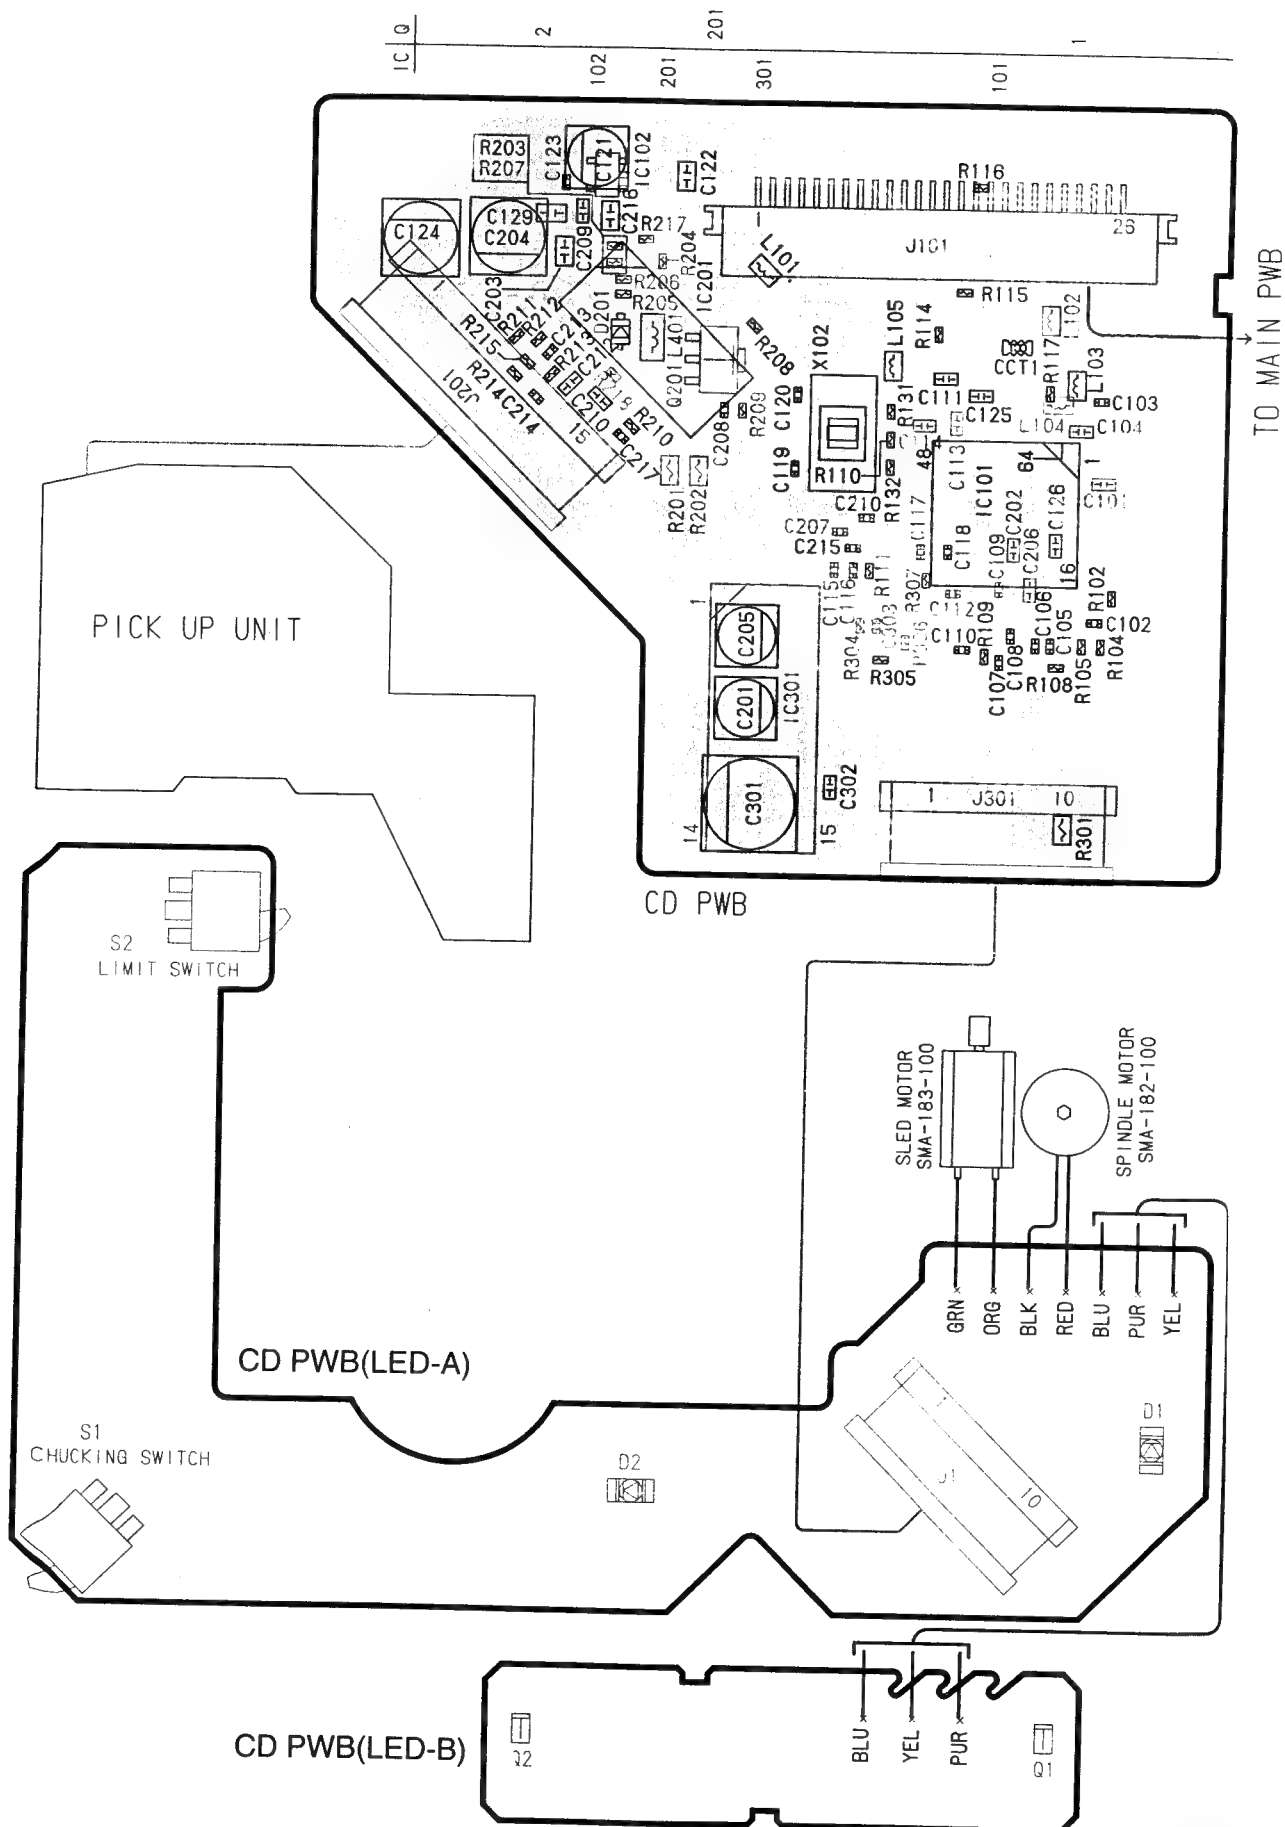 IC Q
2
201
1
102
201
301
101
R203
R207
C123
C121
IC102
C122
C124
C129
C204
C216
C209
R217
R204
R206
R205
IC201
C203
R211
R212
C213
R213
D201
L401
Q201
R215
R214
C214
J201
1
15
C210
R218
R210
C217
R208
R209
C208
R201
R202
L101
1
J101
26
R116
R115
R114
L105
L102
CCT1
R117
L103
L104
C103
C104
C111
C125
X102
C120
C119
R131
R110
R132
48
C113
IC101
64
1
C101
C210
C207
C215
C115
C116
R111
R307
C117
C118
C109
C202
C206
C126
16
R102
C112
R304
C303
R305
C110
R109
C107
C108
C106
C105
R108
R105
R104
C102
1
C205
C201
IC301
C301
14
15
C302
1 J301 10
R301
TO MAIN PWB
PICK UP UNIT
CD PWB
S2
LIMIT SWITCH
SLED MOTOR
SMA-183-100
SPINDLE MOTOR
SMA-182-100
GRN
ORG
BLK
RED
BLU
PUR
YEL
CD PWB(LED-A)
S1
CHUCKING SWITCH
D2
1
J1
10
D1
CD PWB(LED-B)
Q2
BLU
YEL
PUR
Q1